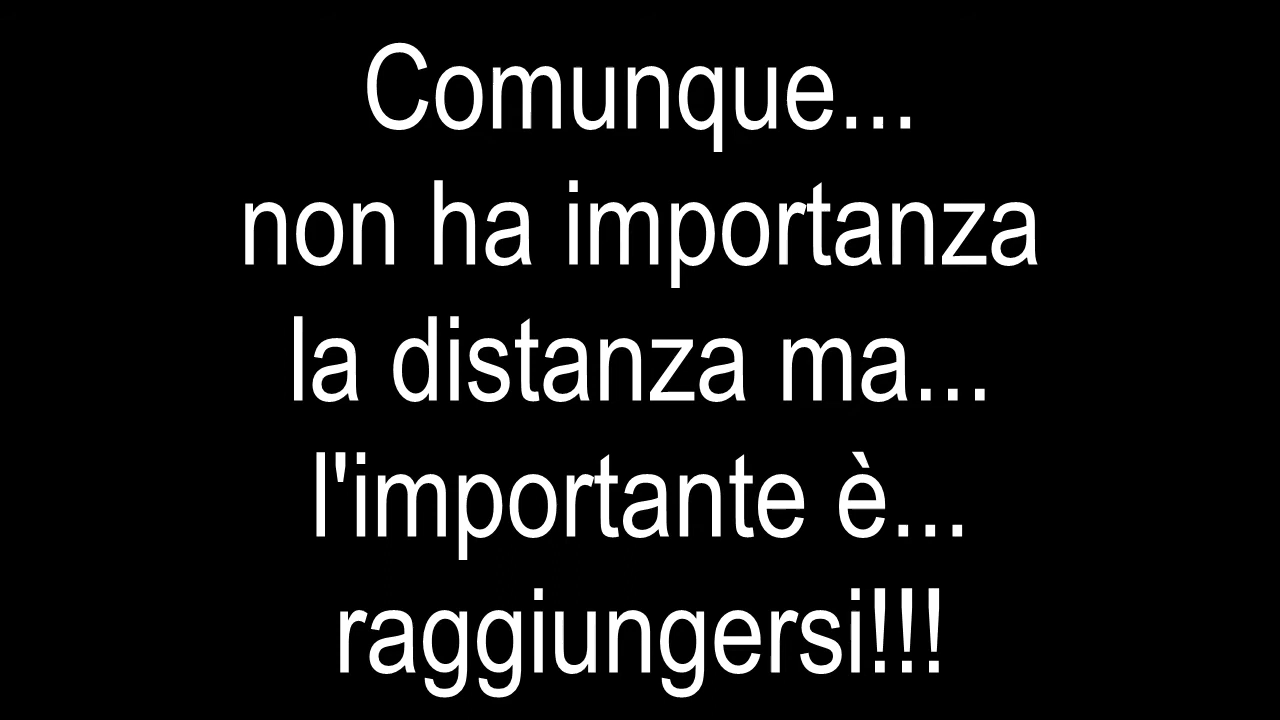 Comunque...
non ha importanza
la distanza ma...
l'importante è...
raggiungersi!!!